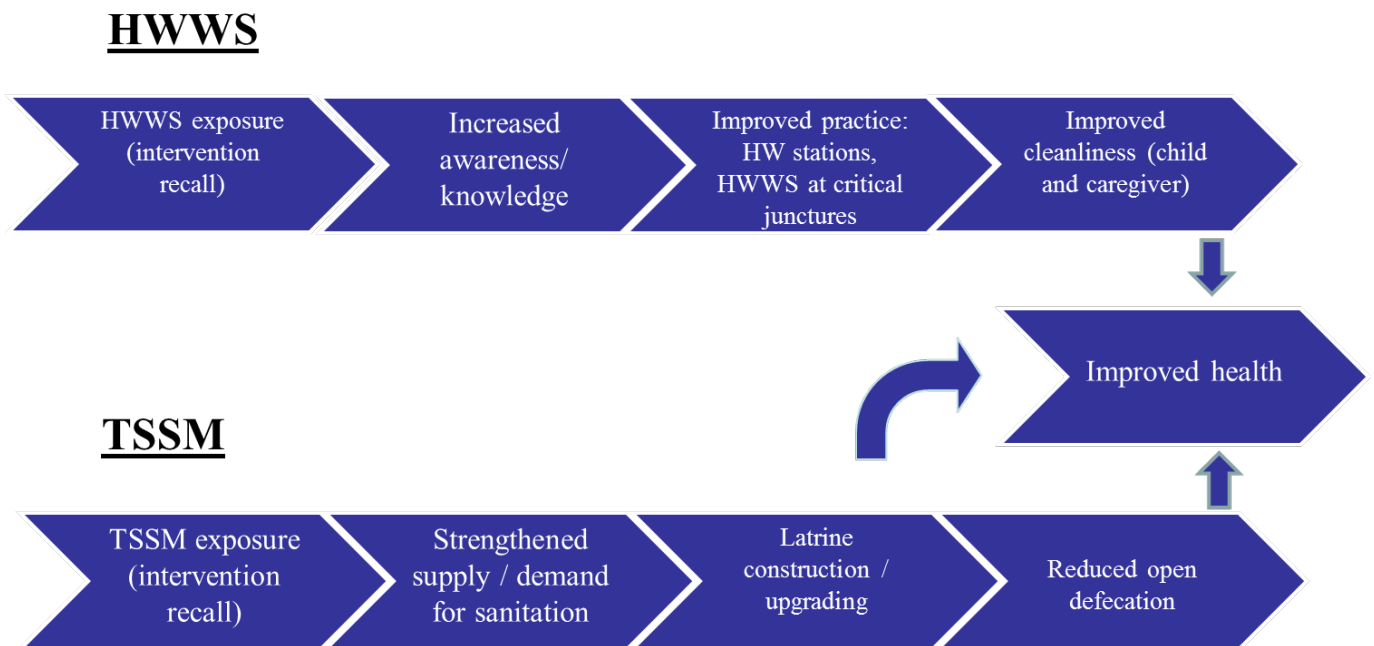 HWWS
HWWS exposure
(intervention
recall)
Increased
awareness/
knowledge
Improved practice:
HW stations,
HWWS at critical
junctures
Improved
cleanliness (child
and caregiver)
Improved health
TSSM
TSSM exposure
(intervention
recall)
Strengthened
supply / demand
for sanitation
Latrine
construction /
upgrading
Reduced open
defecation